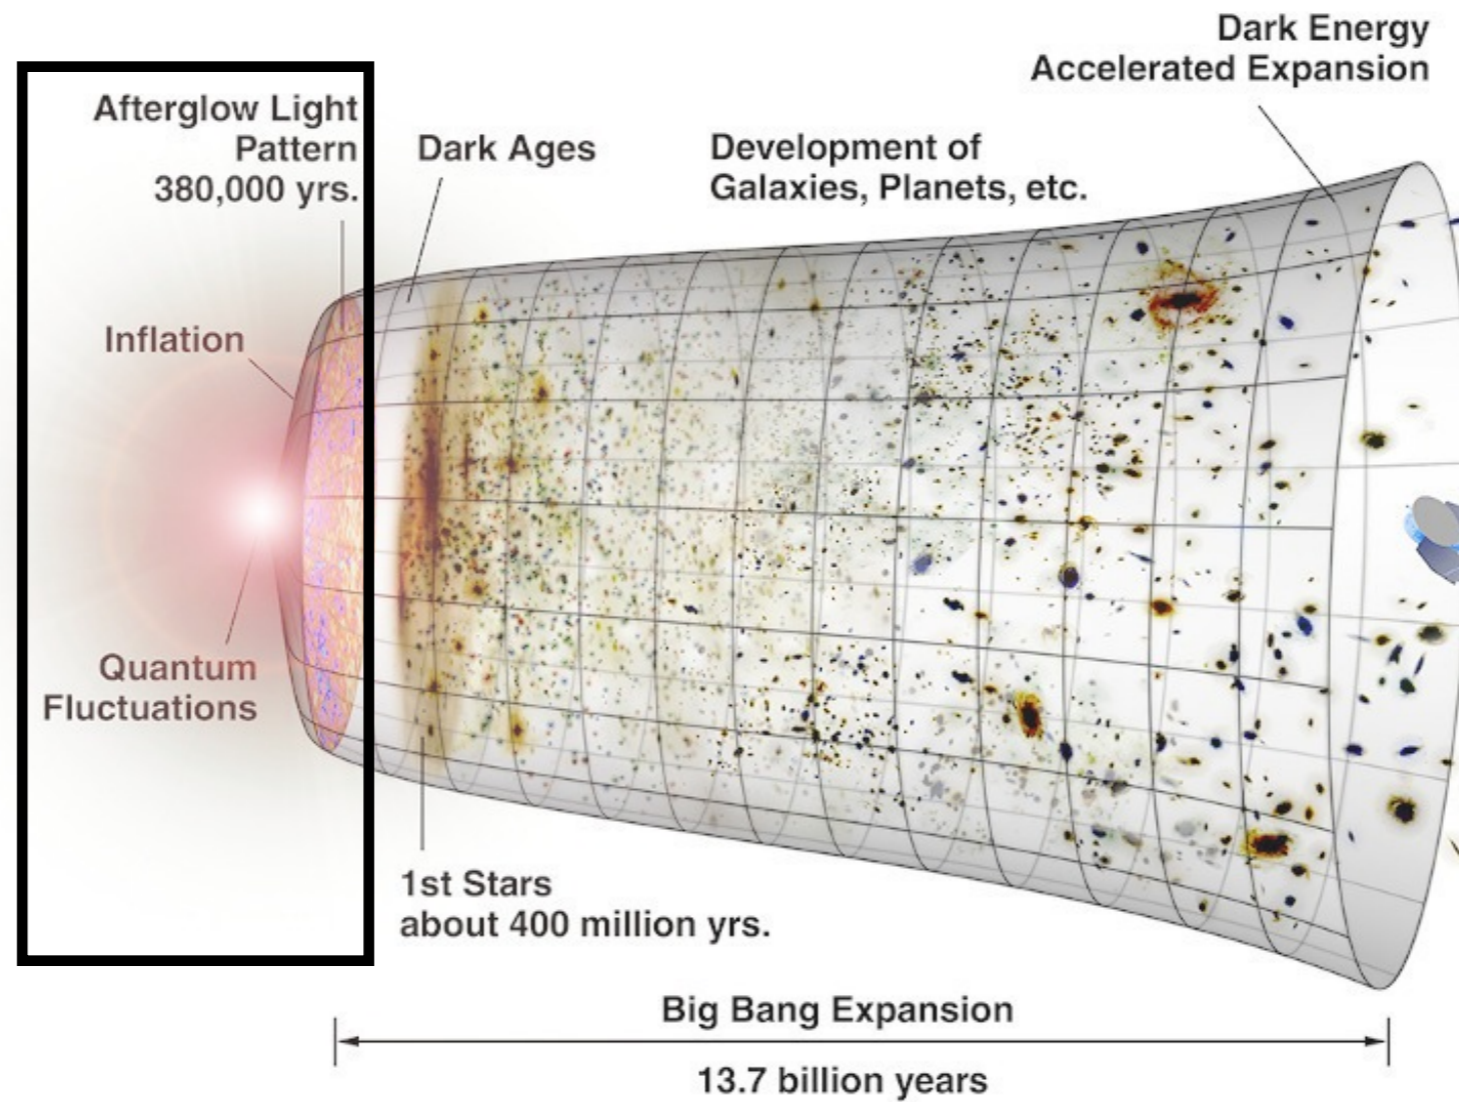 Dark Energy
Accelerated Expansion
Afterglow Light
Pattern
380,000 yrs.
Dark Ages
Development of
Galaxies, Planets, etc.
Inflation
Quantum
Fluctuations
1st Stars
about 400 million yrs.
Big Bang Expansion
13.7 billion years